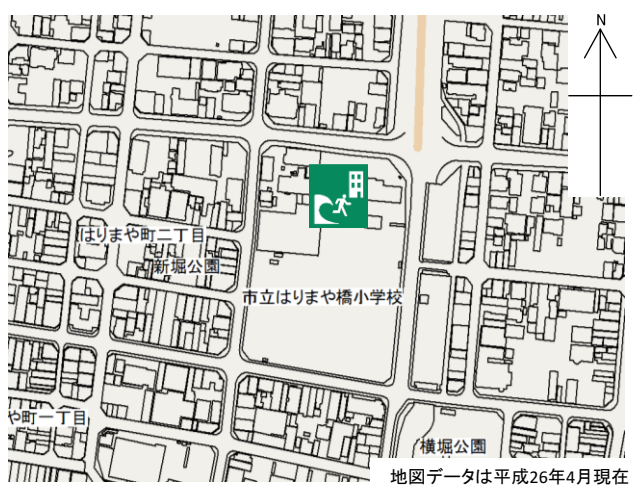 N
はりまや町二丁目
新堀公園
市立はりまや橋小学校
や町一丁目
横堀公園
地図データは平成26年4月現在